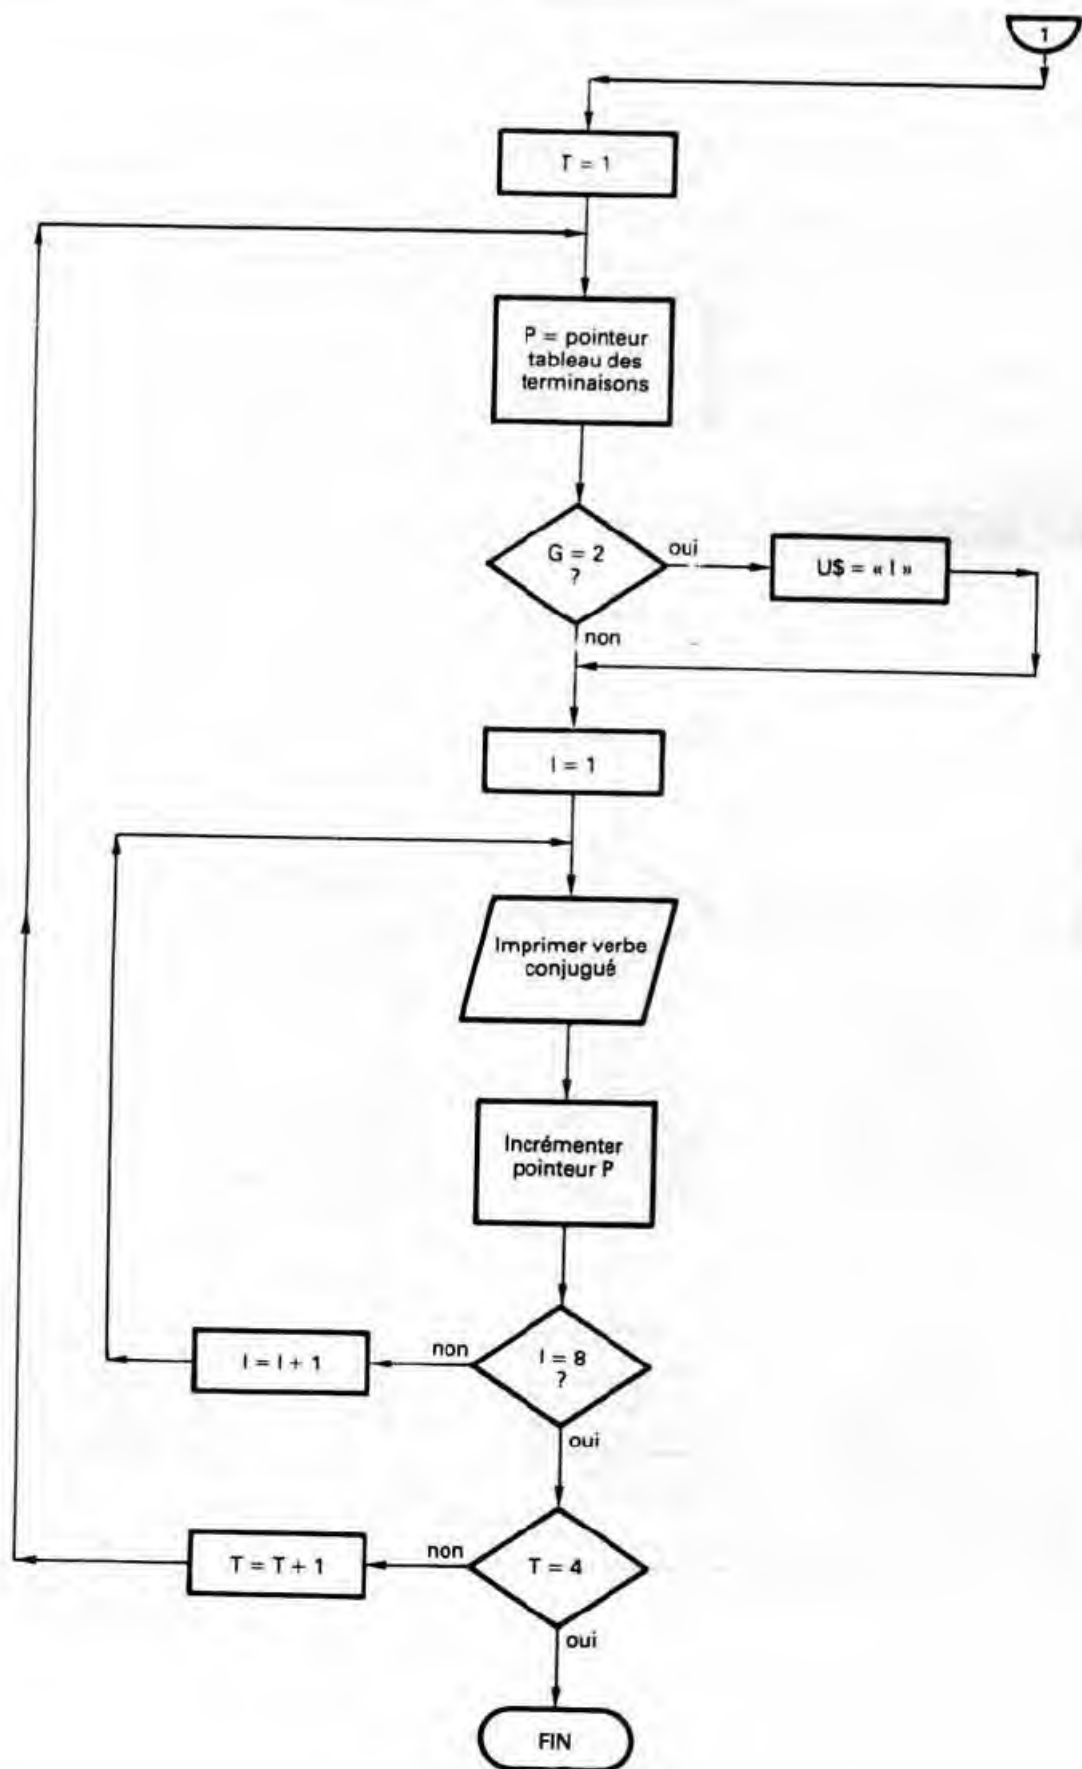 1
T = 1
P = pointeur
tableau des
terminaisons
G = 2
?
oui
U$ = « I »
non
I = 1
Imprimer verbe
conjugué
Incrémenter
pointeur P
I = 8
?
non
I = I + 1
oui
T = 4
non
T = T + 1
oui
FIN